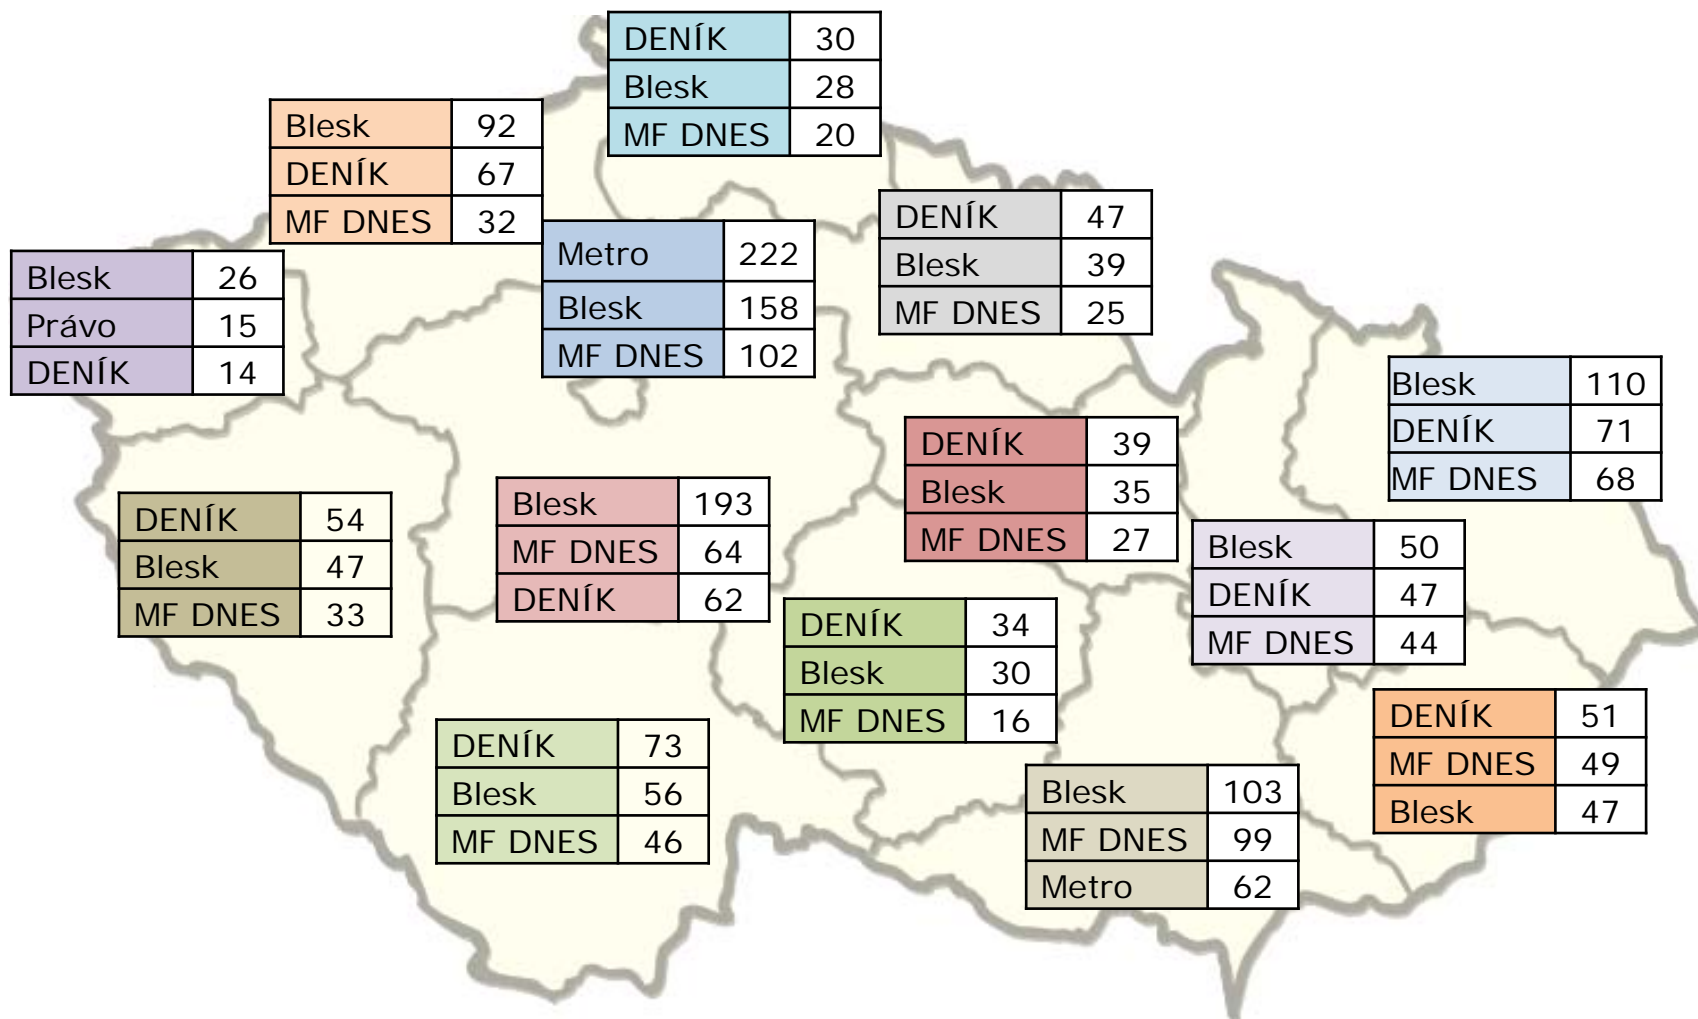 DENÍK 30
Blesk 28
MF DNES 20
Blesk 92
DENÍK 67
MF DNES 32
DENÍK 47
Blesk 39
MF DNES 25
Metro 222
Blesk 158
MF DNES 102
Blesk 26
Právo 15
DENÍK 14
Blesk 110
DENÍK 71
MF DNES 68
DENÍK 39
Blesk 35
MF DNES 27
Blesk 193
MF DNES 64
DENÍK 62
DENÍK 54
Blesk 47
MF DNES 33
Blesk 50
DENÍK 47
MF DNES 44
DENÍK 34
Blesk 30
MF DNES 16
DENÍK 51
MF DNES 49
Blesk 47
DENÍK 73
Blesk 56
MF DNES 46
Blesk 103
MF DNES 99
Metro 62